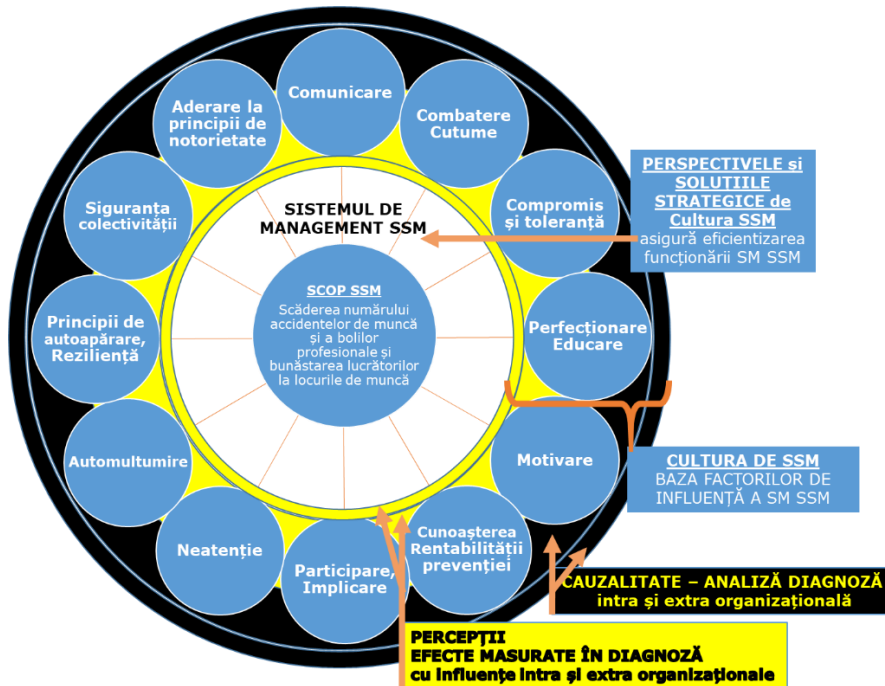 Comunicare
Combatere
Cutume
Compromis
și toleranță
Perfecționare
Educare
Motivare
Cunoașterea
Rentabilității
prevenției
Participare,
Implicare
Neatenție
Automultumire
Principii de
autoapărare,
Reziliență
Siguranța
colectivității
Aderare la
principii de
notorietate
SISTEMUL DE
MANAGEMENT SSM
SCOP SSM
Scăderea numărului
accidentelor de muncă
și a bolilor
profesionale și
bunăstarea lucrătorilor
la locurile de muncă
PERSPECTIVELE si
SOLUTIILE
STRATEGICE de
Cultura SSM
asigură eficientizarea
funcționării SM SSM
CULTURA DE SSM
BAZA FACTORILOR DE
INFLUENȚĂ A SM SSM
CAUZALITATE – ANALIZĂ DIAGNOZĂ
intra și extra organizațională
PERCEPȚII
EFECTE MASURATE ÎN DIAGNOZĂ
cu influențe intra și extra organizaționale